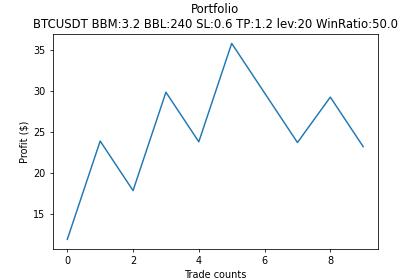 Portfolio
BTCUSDT BBM:3.2 BBL:240 SL:0.6 TP:1.2 lev:20 WinRatio:50.0
35
30
25
20
15
Profit ($)
0 2 4 6 8
Trade counts